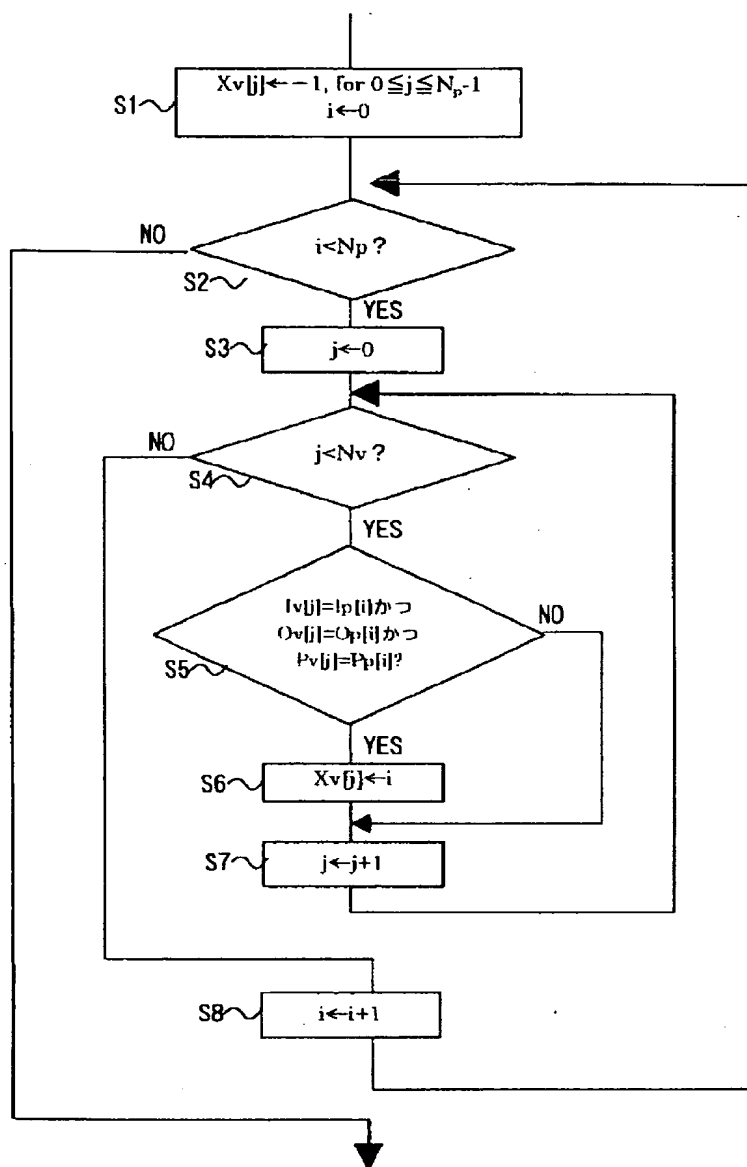 Xv[j]←−1, for 0≦j≦Np-1
i←0
S1
i<Np？
NO
S2
YES
S3
j←0
NO
j<Nv？
S4
YES
Iv[j]=Ip[i]かつ
Ov[j]=Op[i]かつ
Pv[j]=Pp[i]?
NO
S5
YES
S6
Xv[j]←i
S7
j←j+1
S8
i←i+1